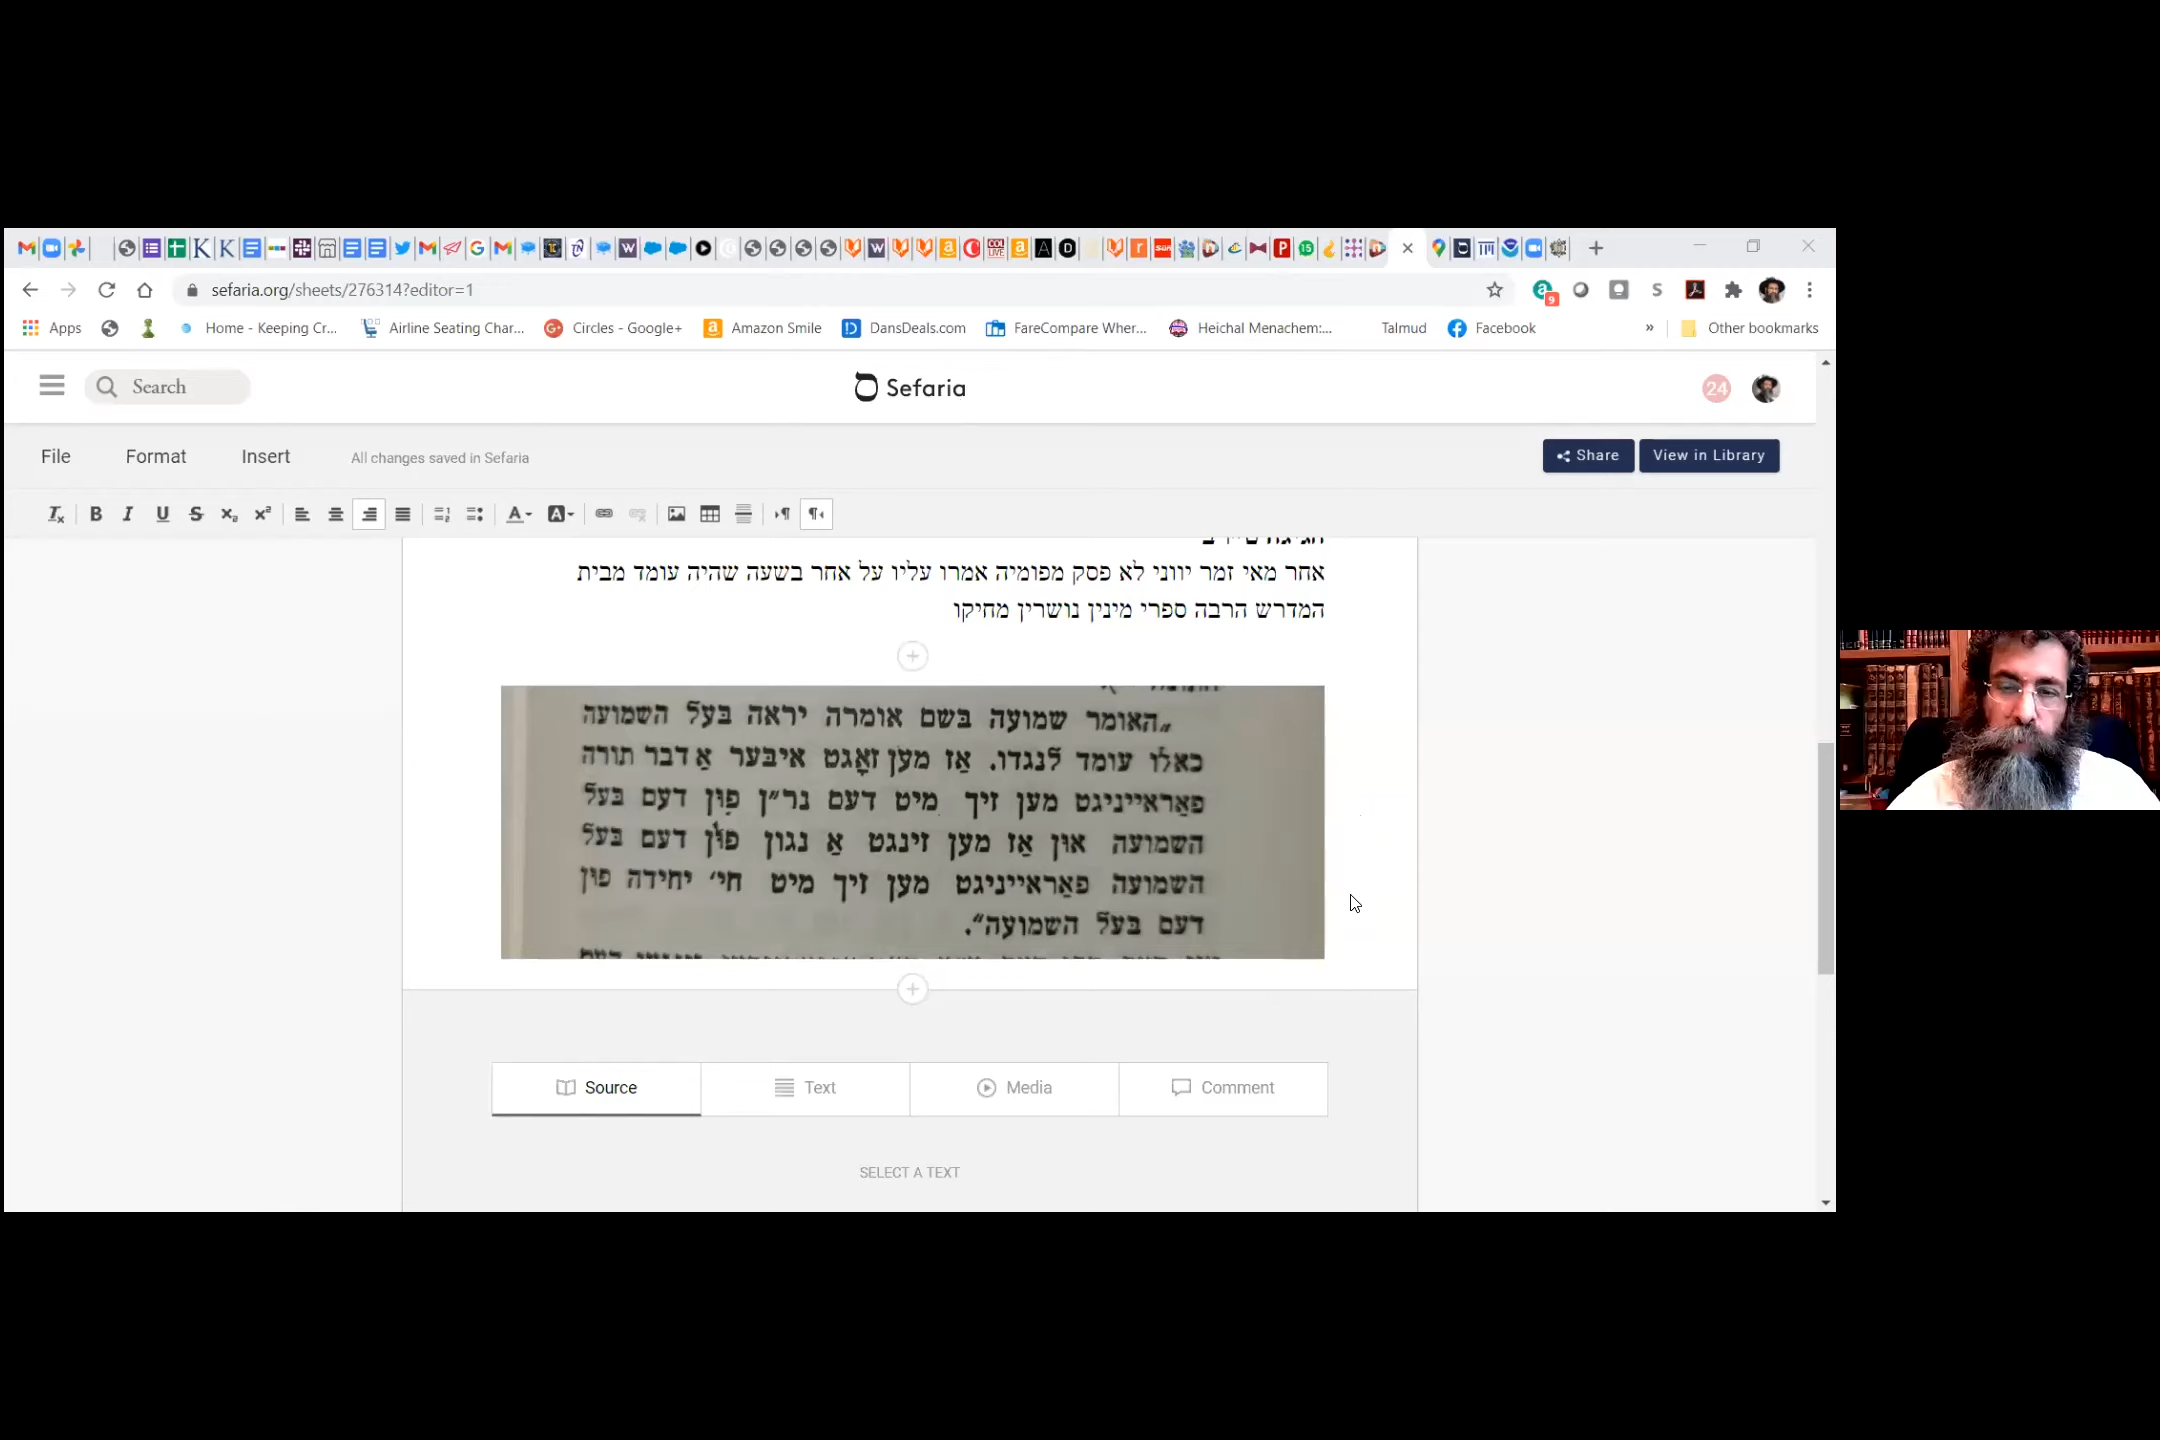 sefaria.org/sheets/276314?editor=1
9
Apps
Home - Keeping Cr...
Airline Seating Char...
Circles - Google+
Amazon Smile
DansDeals.com
FareCompare Wher...
Heichal Menachem:...
Talmud
Facebook
»
Other bookmarks
Search
Sefaria
24
File
Format
Insert
All changes saved in Sefaria
Share
View in Library
אחר מאי זמר יווני לא פסק מפומיה אמרו עליו על אחר בשעה שהיה עומד מבית
המדרש הרבה ספרי מינין נושרין מחיקו
„האומר שמועה בשם אומרה יראה בעל השמועה
כאלו עומד לנגדו. אַז מען זאָגט איבער אַ דבר תורה
פאַראייניגט מען זיך מיט דעם נר״ן פון דעם בעל
השמועה און אַז מען זינגט אַ נגון פון דעם בעל
השמועה פאַראייניגט מען זיך מיט חי׳ יחידה פון
דעם בעל השמועה״.
Source
Text
Media
Comment
SELECT A TEXT